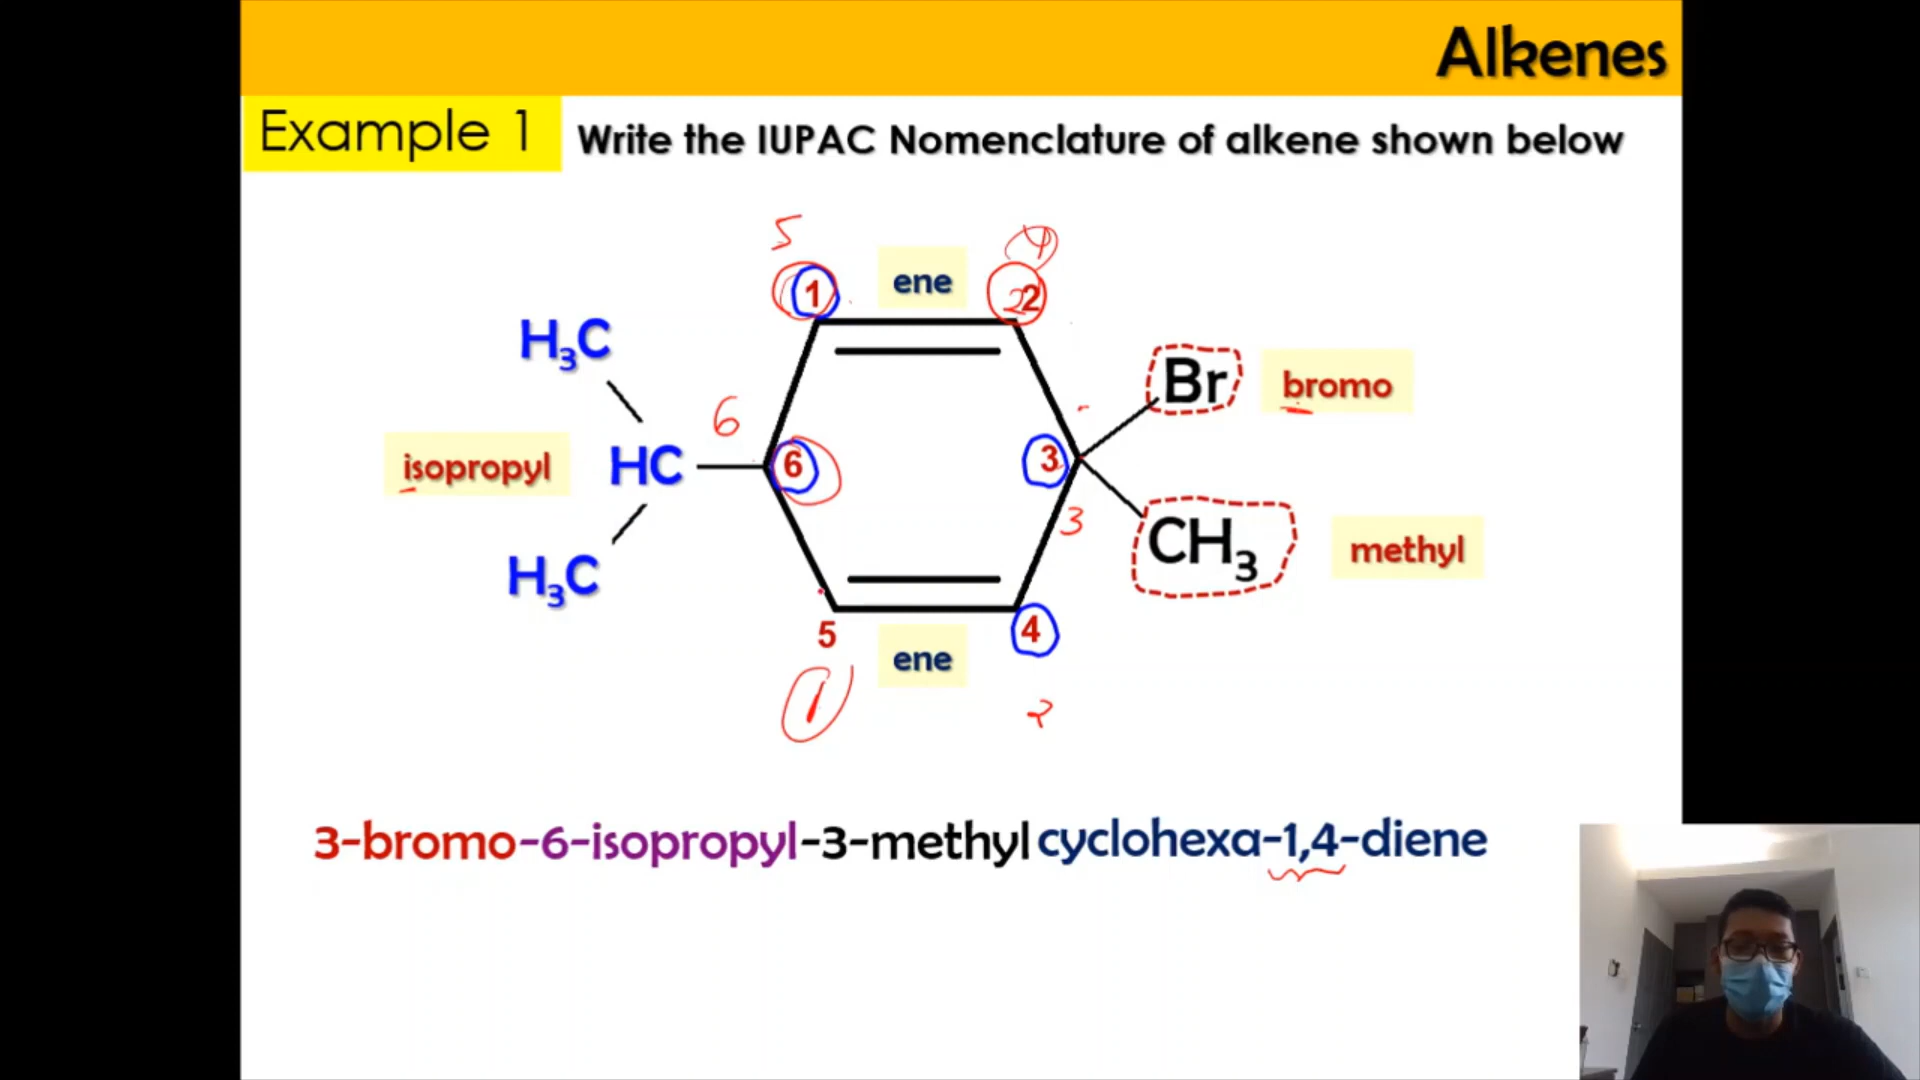 Alkenes
Example 1
Write the IUPAC Nomenclature of alkene shown below
5
4
1
ene
2 2
H₃C
Br
bromo
6
isopropyl
HC
6
3
3
CH₃
methyl
H₃C
5
ene
4
1
2
3-bromo-6-isopropyl-3-methyl cyclohexa-1,4-diene